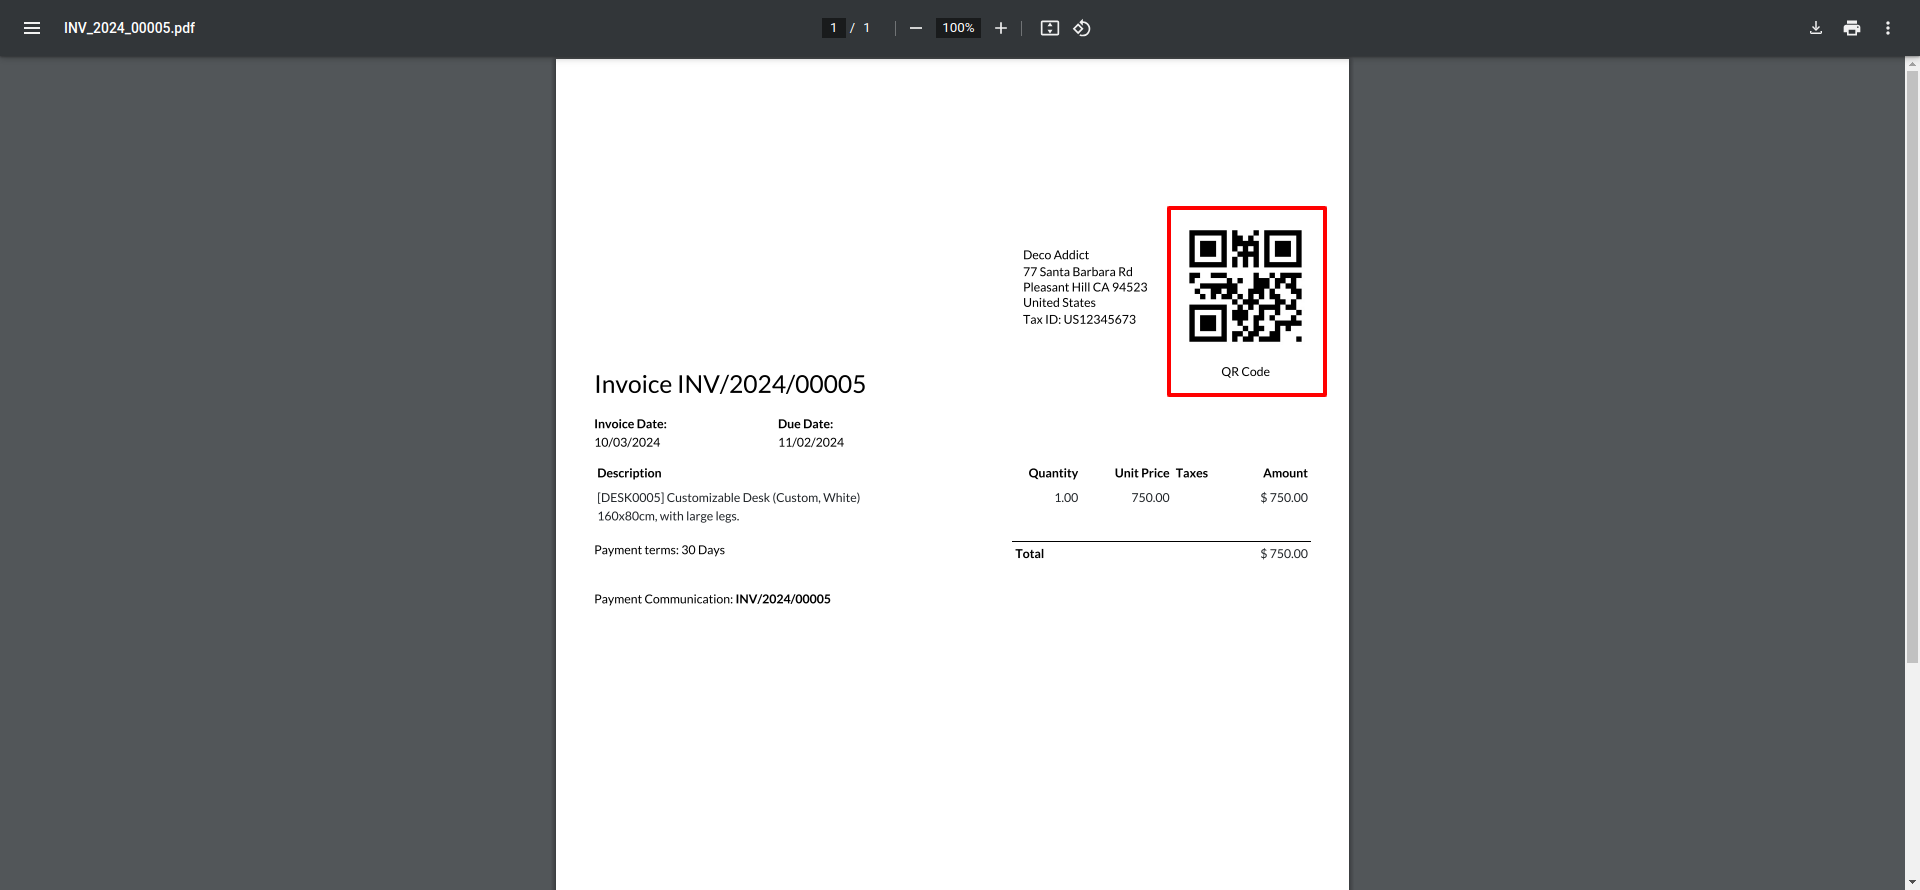 INV_2024_00005.pdf
1 / 1
100%
Deco Addict
77 Santa Barbara Rd
Pleasant Hill CA 94523
United States
Tax ID: US12345673
QR Code
Invoice INV/2024/00005
Invoice Date: Due Date:
10/03/2024 11/02/2024
Description Quantity Unit Price Taxes Amount
[DESK0005] Customizable Desk (Custom, White) 1.00 750.00 $ 750.00
160x80cm, with large legs.
Payment terms: 30 Days
Total $ 750.00
Payment Communication: INV/2024/00005